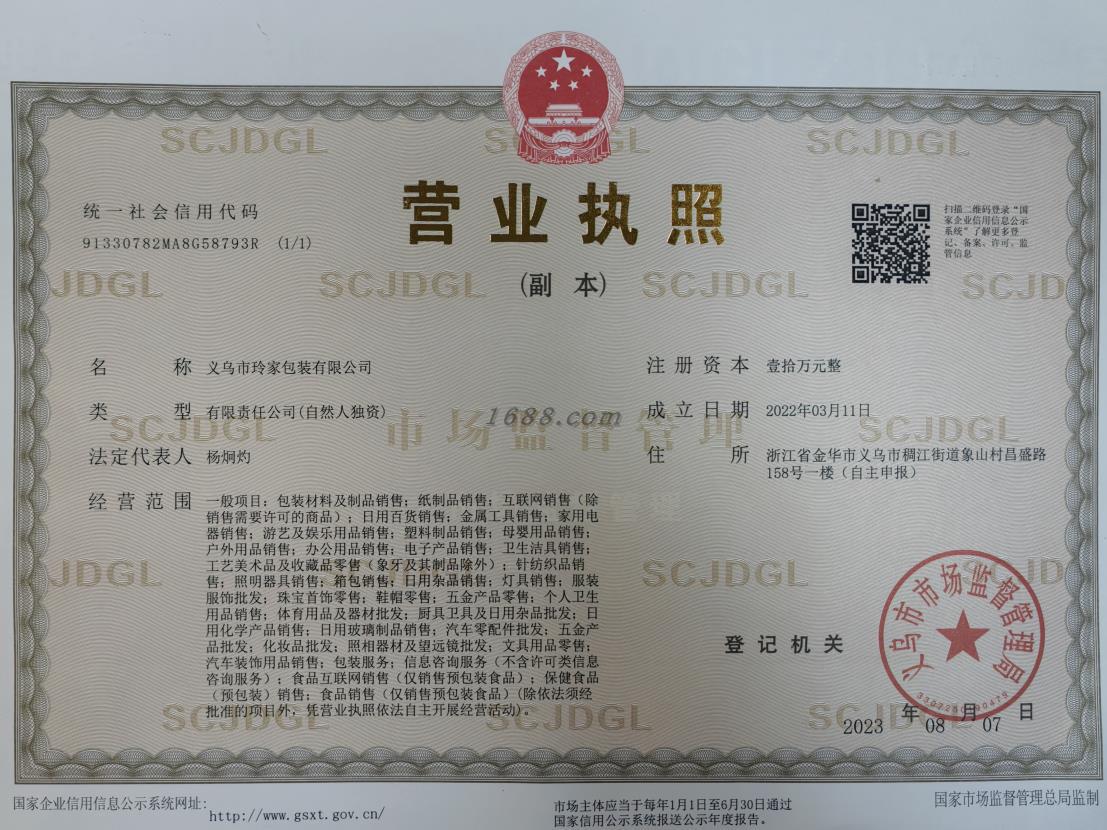 SCJDGL SCJDGL SCJDGL
营业执照
(副 本)
统一社会信用代码
91330782MA8G58793R (1/1)
扫描二维码登录“国
家企业信用信息公示
系统”了解更多登
记、备案、许可、监
管信息
JDGL SCJDGL SCJDGL SCJD
名 称 义乌市玲家包装有限公司
类 型 有限责任公司(自然人独资)
法定代表人 杨炯灼
注册资本 壹拾万元整
成立日期 2022年03月11日
住 所 浙江省金华市义乌市稠江街道象山村昌盛路
158号一楼（自主申报）
SCJDGL 市场监督管理 SCJDGL
1688.com
经营范围 一般项目：包装材料及制品销售；纸制品销售；互联网销售（除
销售需要许可的商品）；日用百货销售；金属工具销售；家用电
器销售；游艺及娱乐用品销售；塑料制品销售；母婴用品销售；
户外用品销售；办公用品销售；电子产品销售；卫生洁具销售；
工艺美术品及收藏品零售（象牙及其制品除外）；针纺织品销
售；照明器具销售；箱包销售；日用杂品销售；灯具销售；服装
服饰批发；珠宝首饰零售；鞋帽零售；五金产品零售；个人卫生
用品销售；体育用品及器材批发；厨具卫具及日用杂品批发；日
用化学产品销售；日用玻璃制品销售；汽车零配件批发；五金产
品批发；化妆品批发；照相器材及望远镜批发；文具用品零售；
汽车装饰用品销售；包装服务；信息咨询服务（不含许可类信息
咨询服务）；食品互联网销售（仅销售预包装食品）；保健食品
（预包装）销售；食品销售（仅销售预包装食品）(除依法须经
批准的项目外，凭营业执照依法自主开展经营活动)。
JDGL SCJDGL SCJD
登记机关
义乌市市场监督管理局
2023 年 08 月 07 日
SCJDGL SCJDGL SCJDGL
国家企业信用信息公示系统网址：
http://www.gsxt.gov.cn/
市场主体应当于每年1月1日至6月30日通过
国家信用公示系统报送公示年度报告。
国家市场监督管理总局监制